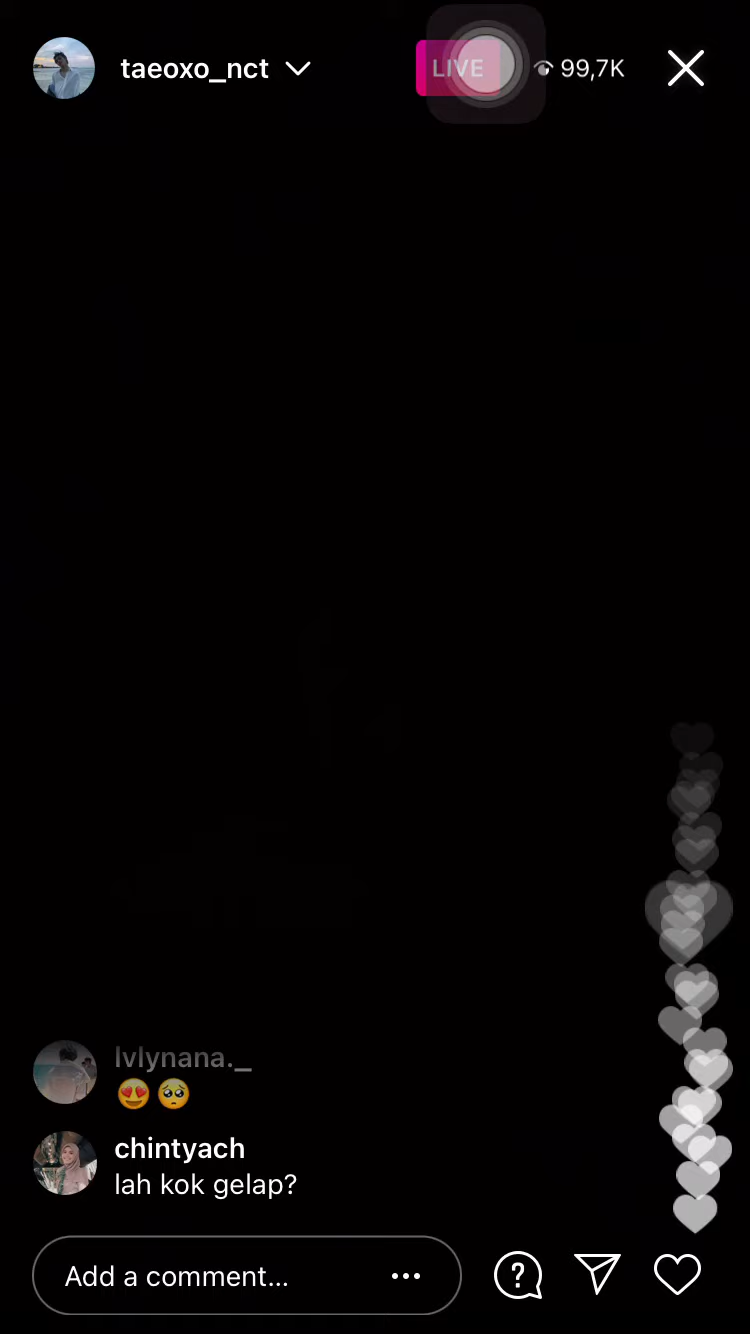 taeoxo_nct
LIVE
99,7K
lvlynana._
😍🥺
chintyach
lah kok gelap?
Add a comment...